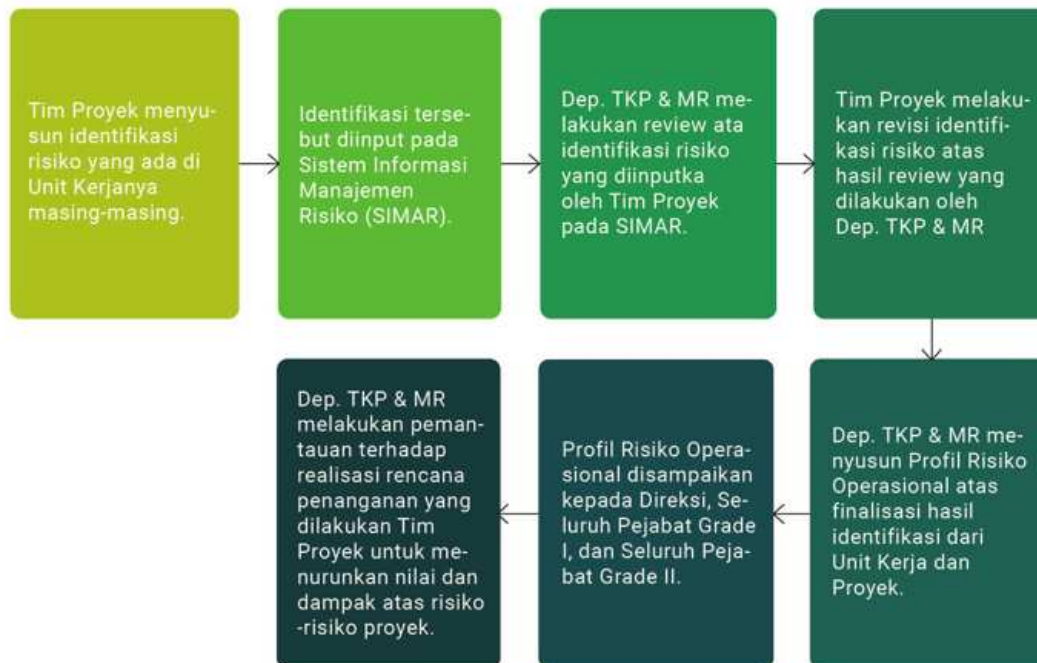 Tim Proyek menyu-
sun identifikasi
risiko yang ada di
Unit Kerjanya
masing-masing.
Identifikasi terse-
but diinput pada
Sistem Informasi
Manajemen
Risiko (SIMAR).
Dep. TKP & MR me-
lakukan review ata
identifikasi risiko
yang diinputka
oleh Tim Proyek
pada SIMAR.
Tim Proyek melaku-
kan revisi identifi-
kasi risiko atas
hasil review yang
dilakukan oleh
Dep. TKP & MR
Dep. TKP & MR me-
nyusun Profil Risiko
Operasional atas
finalisasi hasil
identifikasi dari
Unit Kerja dan
Proyek.
Profil Risiko Opera-
sional disampaikan
kepada Direksi, Se-
luruh Pejabat Grade
I, dan Seluruh Peja-
bat Grade II.
Dep. TKP & MR
melakukan peman-
tauan terhadap
realisasi rencana
penanganan yang
dilakukan Tim
Proyek untuk me-
nurunkan nilai dan
dampak atas risiko
-risiko proyek.